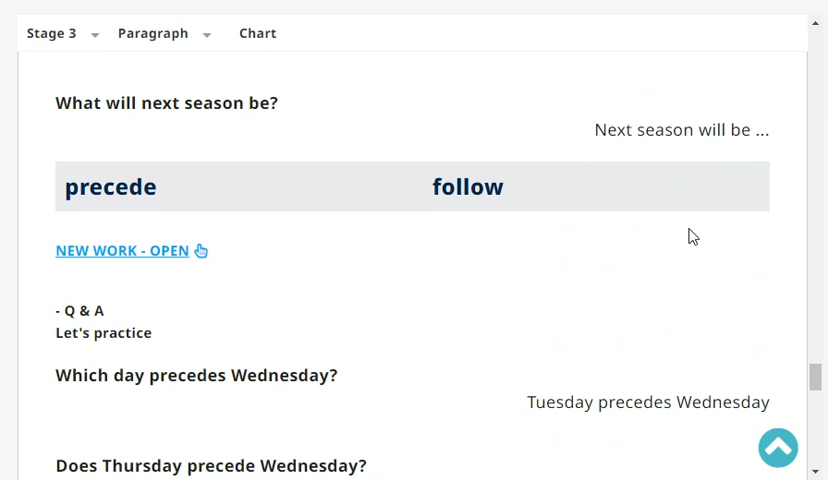 Stage 3 Paragraph Chart
What will next season be?
Next season will be ...
precede follow
NEW WORK - OPEN
- Q & A
Let's practice
Which day precedes Wednesday?
Tuesday precedes Wednesday
Does Thursday precede Wednesday?